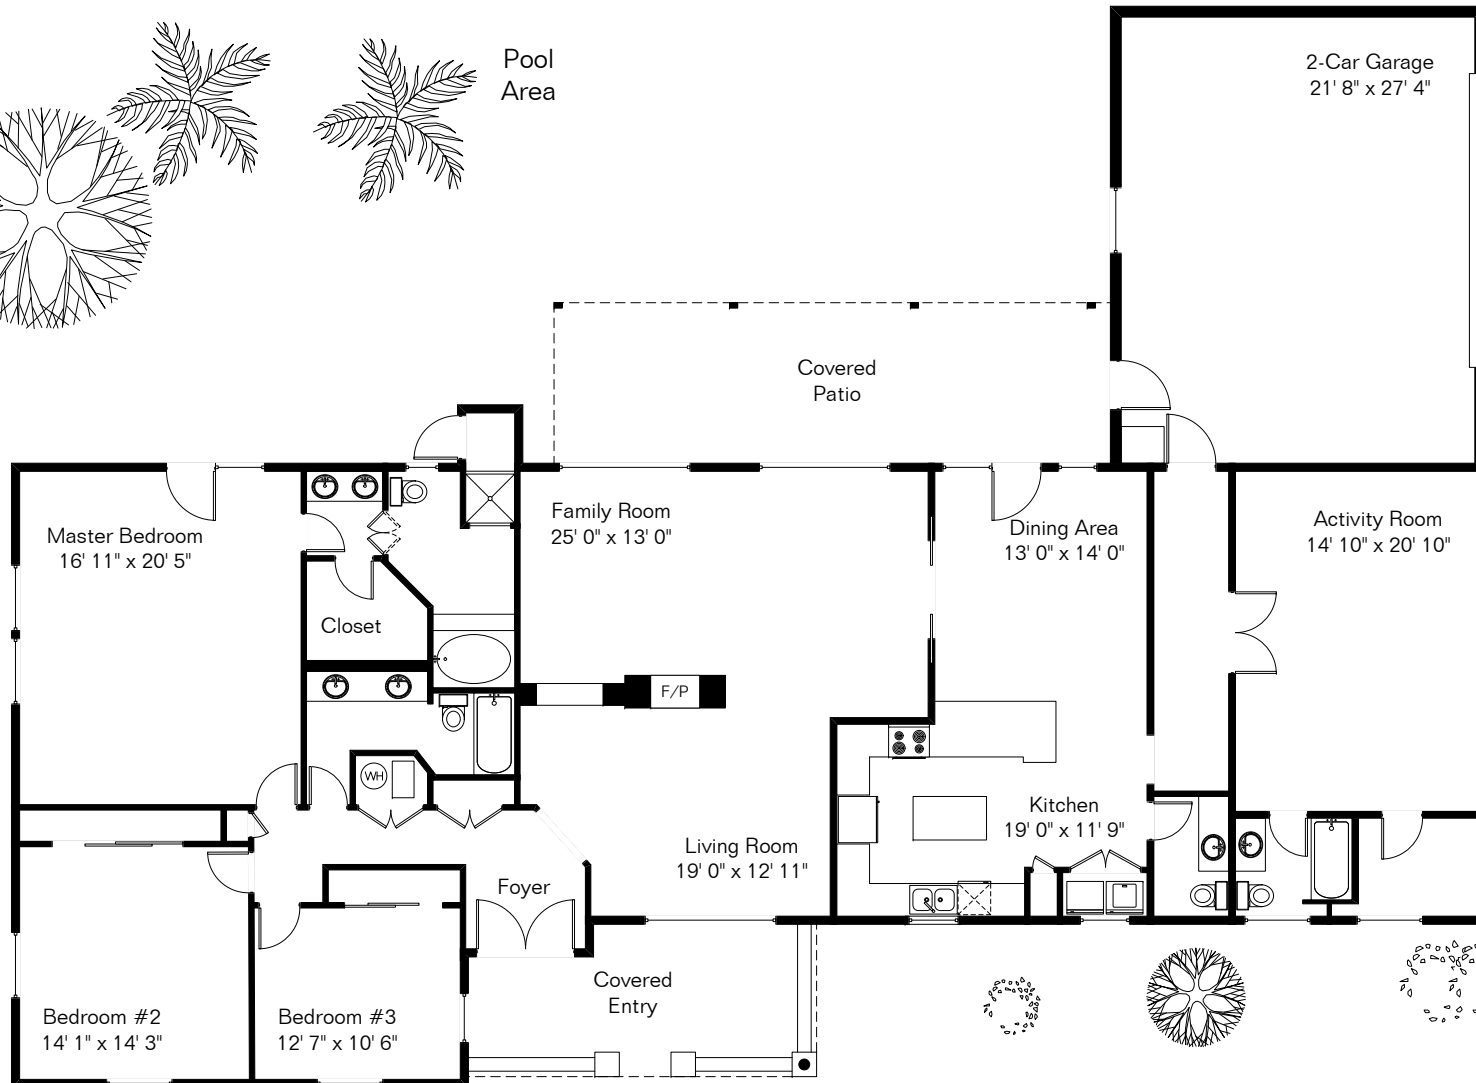 Pool
Area
2-Car Garage
21' 8" x 27' 4"
Covered
Patio
Master Bedroom
16' 11" x 20' 5"
Family Room
25' 0" x 13' 0"
Dining Area
13' 0" x 14' 0"
Activity Room
14' 10" x 20' 10"
Closet
F/P
WH
Kitchen
19' 0" x 11' 9"
Living Room
19' 0" x 12' 11"
Foyer
Covered
Entry
Bedroom #2
14' 1" x 14' 3"
Bedroom #3
12' 7" x 10' 6"